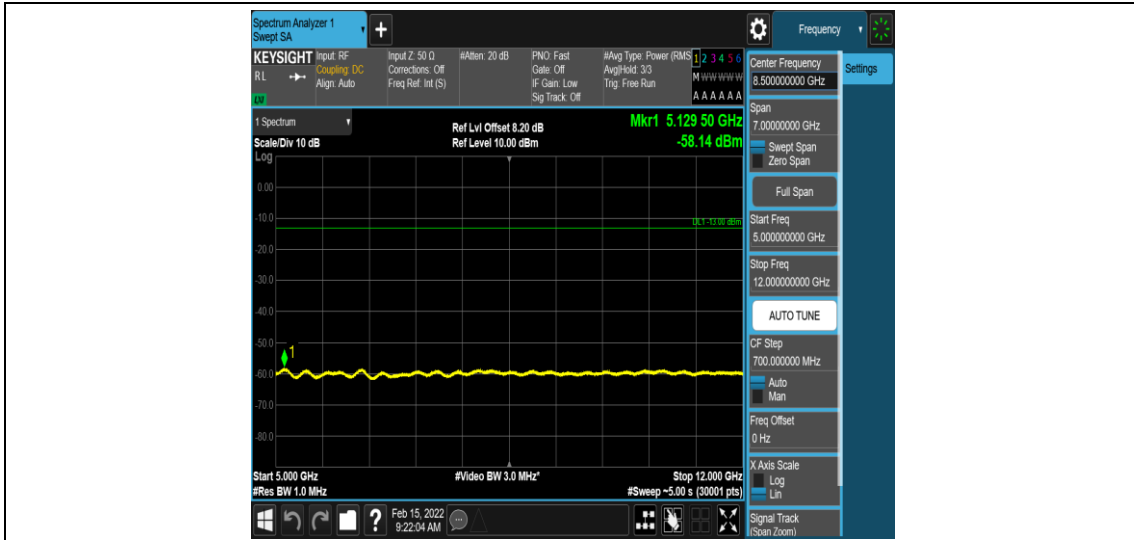 Spectrum Analyzer 1
Swept SA
+
Frequency
KEYSIGHT
RL
LXI
Input: RF
Coupling: DC
Align: Auto
Input Z: 50 Ω
Corrections: Off
Freq Ref: Int (S)
#Atten: 20 dB
PNO: Fast
Gate: Off
IF Gain: Low
Sig Track: Off
#Avg Type: Power (RMS
Avg|Hold: 3/3
Trig: Free Run
1 2 3 4 5 6
M W W W W W
A A A A A A
Center Frequency
8.500000000 GHz
Settings
Span
7.00000000 GHz
Swept Span
Zero Span
Full Span
Start Freq
5.000000000 GHz
Stop Freq
12.000000000 GHz
AUTO TUNE
CF Step
700.000000 MHz
Auto
Man
Freq Offset
0 Hz
X Axis Scale
Log
Lin
Signal Track
(Span Zoom)
1 Spectrum
Scale/Div 10 dB
Log
Ref Lvl Offset 8.20 dB
Ref Level 10.00 dBm
Mkr1 5.129 50 GHz
-58.14 dBm
0.00
-10.0
DL1 -13.00 dBm
-20.0
-30.0
-40.0
-50.0
1
-60.0
-70.0
-80.0
Start 5.000 GHz
#Res BW 1.0 MHz
#Video BW 3.0 MHz*
Stop 12.000 GHz
#Sweep ~5.00 s (30001 pts)
?
Feb 15, 2022
9:22:04 AM